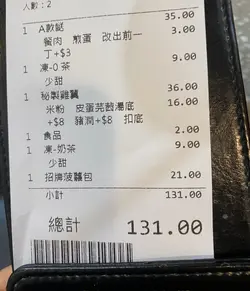 人數:2
35.00
1 A數謎
餐肉 煎蛋 改出前一 3.00
丁+$3
1 凍-0茶 9.00
少甜
1 秘製雞翼 36.00
米粉 皮蛋芫茜湯底 16.00
+$8 豬潤+$8 扣底
1 食品 2.00
1 凍-奶茶 9.00
少甜
1 招牌菠蘿包 21.00
小計 131.00
總計 131.00